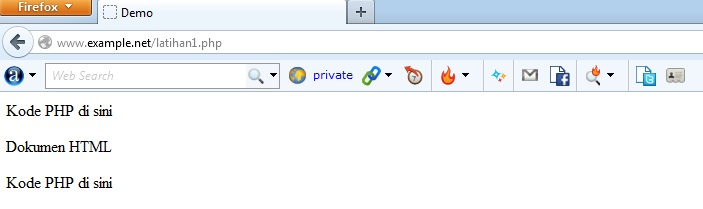 Firefox
Demo
www.example.net/latihan1.php
Web Search
private
Kode PHP di sini
Dokumen HTML
Kode PHP di sini